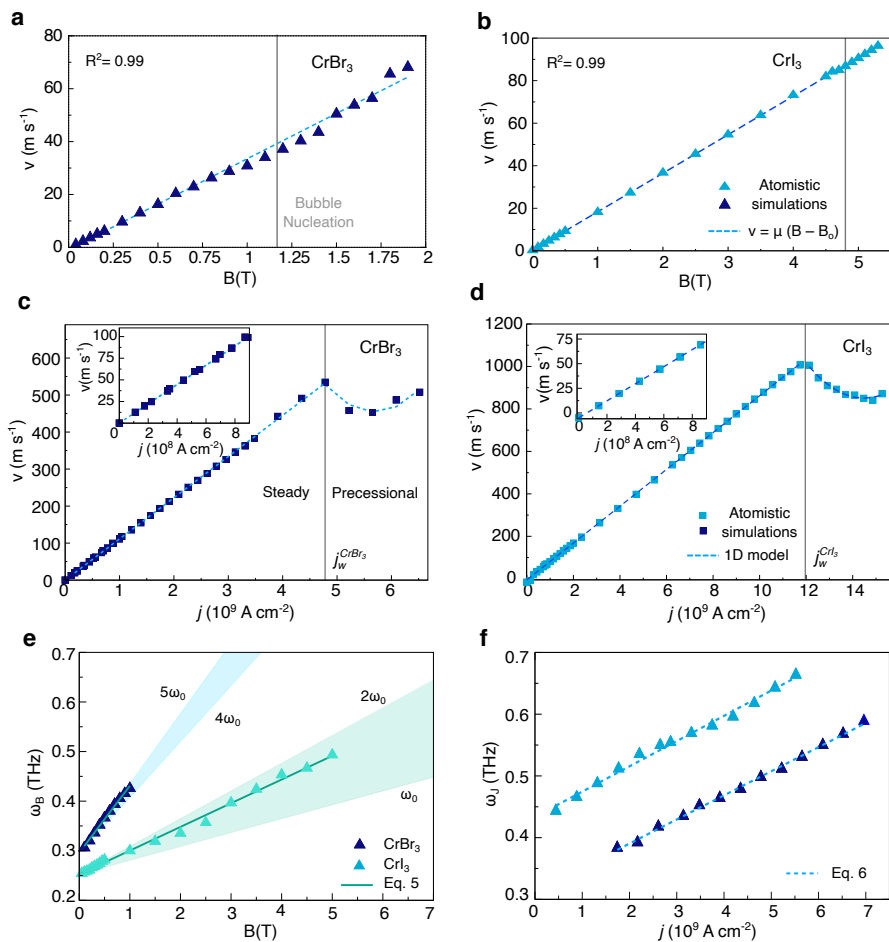 a
R²= 0.99
CrBr₃
Bubble
Nucleation
v (m s⁻¹)
80
60
40
20
0
0
0.25
0.5
0.75
1
1.25
1.5
1.75
2
B(T)
b
R²= 0.99
CrI₃
Atomistic
simulations
v = μ (B − Bₒ)
v (m s⁻¹)
100
80
60
40
20
0
0
1
2
3
4
5
B(T)
c
CrBr₃
v(m s⁻¹)
100
75
50
25
0
0
2
4
6
8
j (10⁸ A cm⁻²)
Steady
Precessional
j_w^CrBr₃
v (m s⁻¹)
600
500
400
300
200
100
0
0
1
2
3
4
5
6
j (10⁹ A cm⁻²)
d
CrI₃
v(m s⁻¹)
75
50
25
0
0
2
4
6
8
j (10⁸ A cm⁻²)
Atomistic
simulations
1D model
j_w^CrI₃
v (m s⁻¹)
1200
1000
800
600
400
200
0
0
2
4
6
8
10
12
14
j (10⁹ A cm⁻²)
e
5ω₀
4ω₀
2ω₀
ω₀
CrBr₃
CrI₃
Eq. 5
ω_B (THz)
0.7
0.6
0.5
0.4
0.3
0.2
0
1
2
3
4
5
6
7
B(T)
f
Eq. 6
ω_J (THz)
0.7
0.6
0.5
0.4
0.3
0
1
2
3
4
5
6
7
j (10⁹ A cm⁻²)